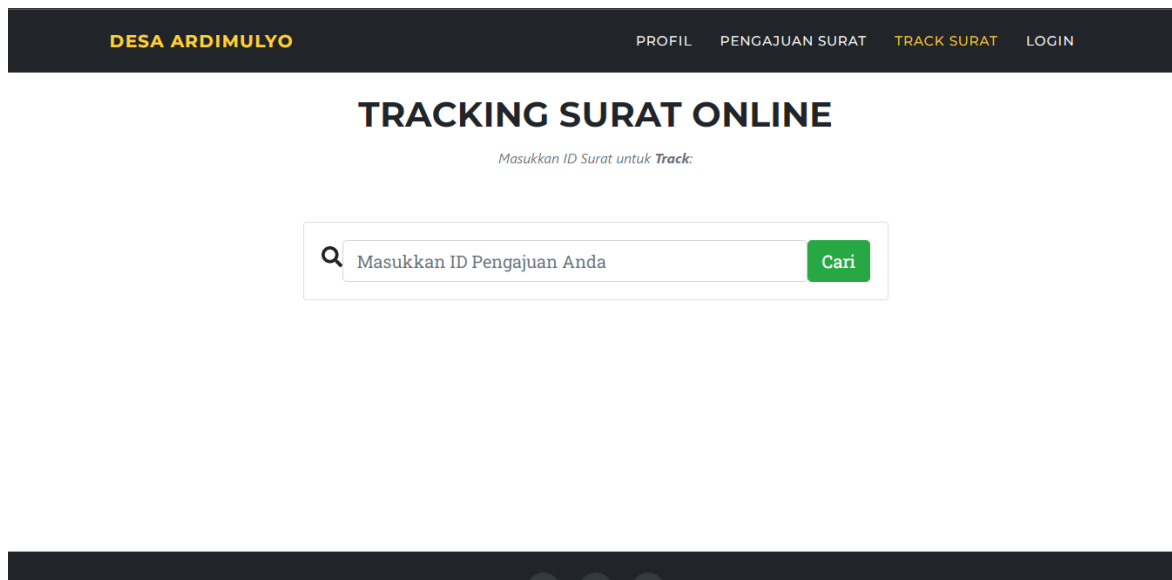 DESA ARDIMULYO PROFIL PENGAJUAN SURAT TRACK SURAT LOGIN
TRACKING SURAT ONLINE
Masukkan ID Surat untuk Track:
Masukkan ID Pengajuan Anda Cari